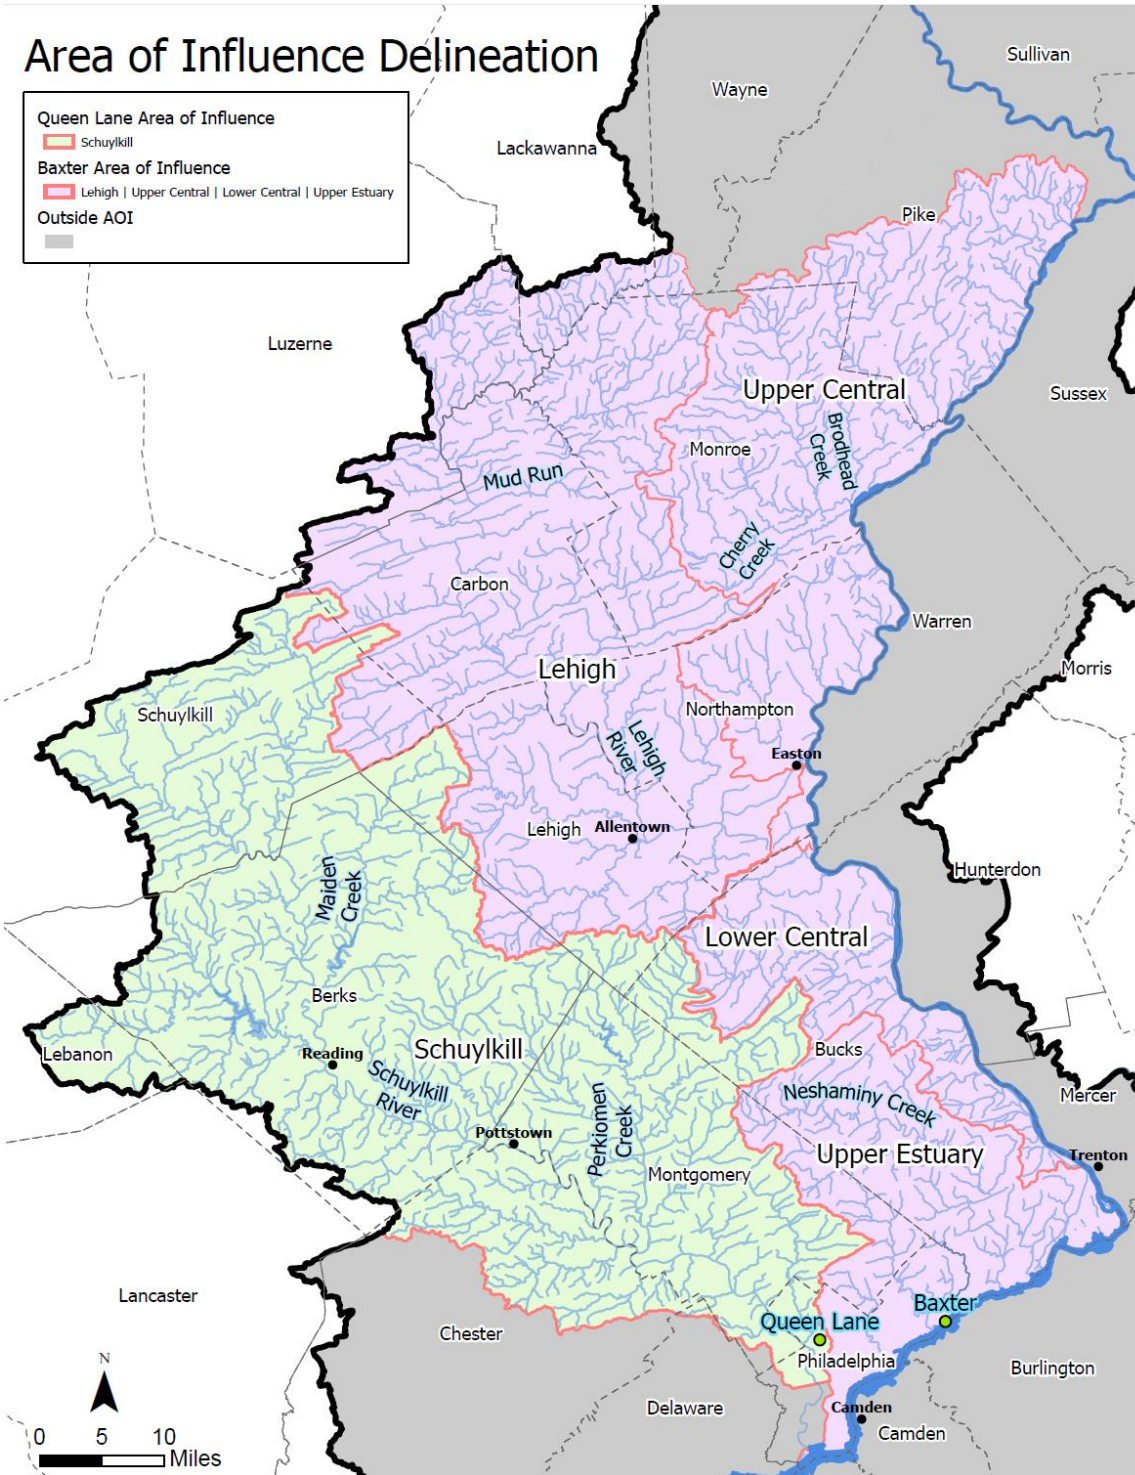 Area of Influence Delineation
Queen Lane Area of Influence
Schuylkill
Baxter Area of Influence
Lehigh | Upper Central | Lower Central | Upper Estuary
Outside AOI
Sullivan
Wayne
Lackawanna
Pike
Luzerne
Upper Central
Sussex
Brodhead
Creek
Monroe
Mud Run
Cherry
Creek
Carbon
Warren
Lehigh
Morris
Schuylkill
Northampton
Lehigh
River
Easton
Lehigh
Allentown
Hunterdon
Maiden
Creek
Lower Central
Berks
Schuylkill
Bucks
Lebanon
Reading
Schuylkill
River
Neshaminy Creek
Mercer
Perkiomen
Creek
Pottstown
Upper Estuary
Trenton
Montgomery
Lancaster
Baxter
Queen Lane
Chester
Philadelphia
Burlington
N
Delaware
Camden
Camden
0 5 10
Miles